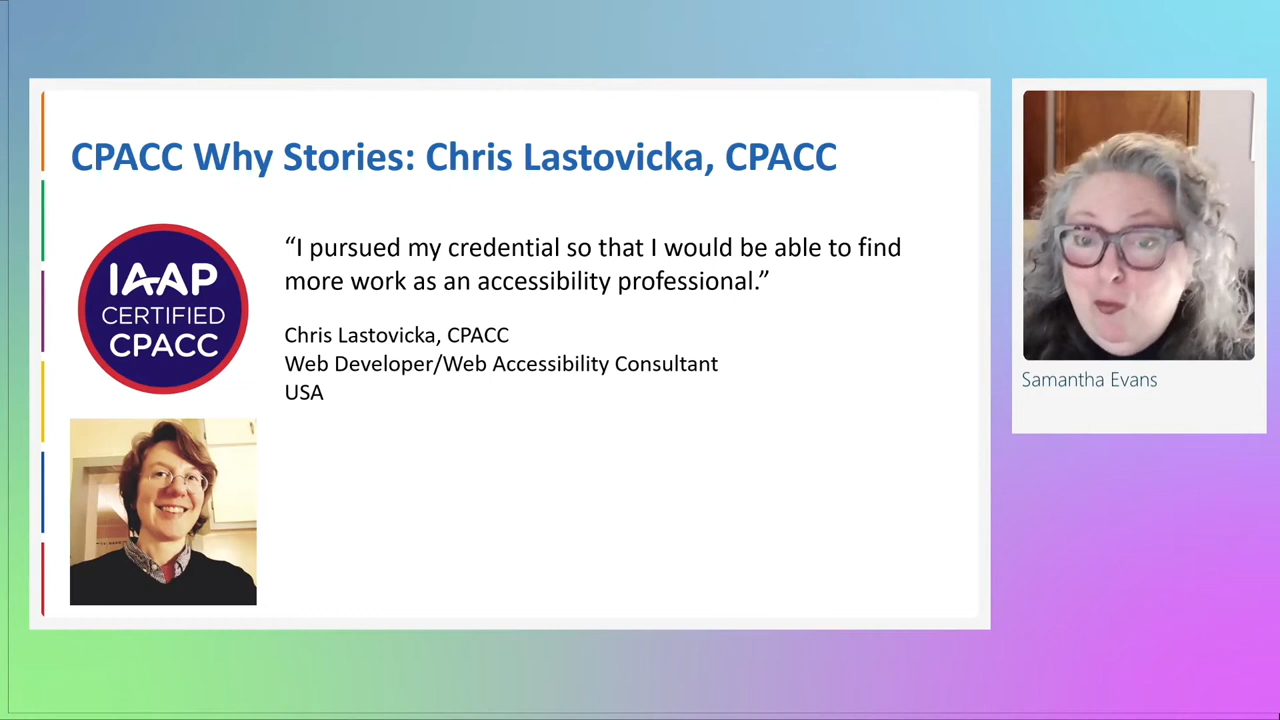 CPACC Why Stories: Chris Lastovicka, CPACC
IAAP
CERTIFIED
CPACC
“I pursued my credential so that I would be able to find
more work as an accessibility professional.”
Chris Lastovicka, CPACC
Web Developer/Web Accessibility Consultant
USA
Samantha Evans